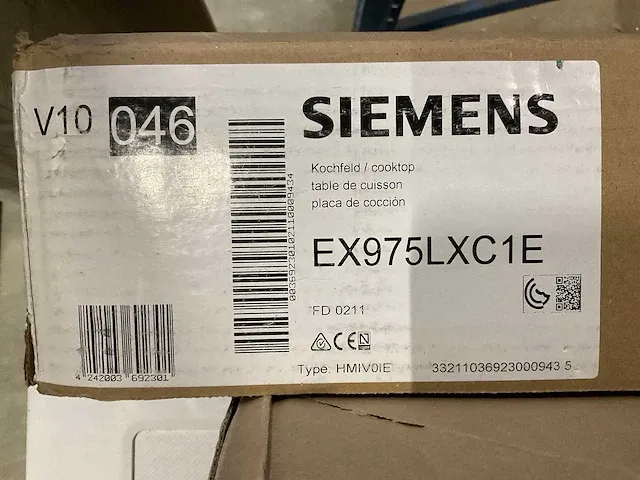 V10 046
SIEMENS
Kochfeld / cooktop
table de cuisson
placa de cocción
EX975LXC1E
FD 0211
CE
Type: HMIV0IE
33211036923000943 5
4 242003 692301